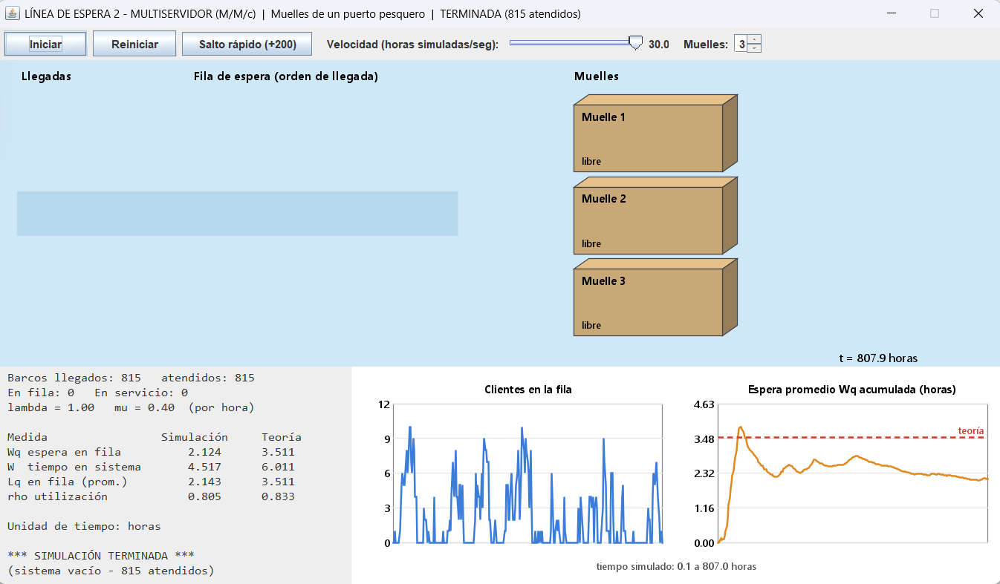 LÍNEA DE ESPERA 2 - MULTISERVIDOR (M/M/c) | Muelles de un puerto pesquero | TERMINADA (815 atendidos)
Iniciar Reiniciar Salto rápido (+200) Velocidad (horas simuladas/seg): 30.0 Muelles: 3
Llegadas Fila de espera (orden de llegada) Muelles
Muelle 1
libre
Muelle 2
libre
Muelle 3
libre
t = 807.9 horas
Barcos llegados: 815 atendidos: 815
En fila: 0 En servicio: 0
lambda = 1.00 mu = 0.40 (por hora)
Medida Simulación Teoría
Wq espera en fila 2.124 3.511
W tiempo en sistema 4.517 6.011
Lq en fila (prom.) 2.143 3.511
rho utilización 0.805 0.833
Unidad de tiempo: horas
*** SIMULACIÓN TERMINADA ***
(sistema vacío - 815 atendidos)
Clientes en la fila
12
9
6
3
0
Espera promedio Wq acumulada (horas)
4.63
3.48
2.32
1.16
0.00
teoría
tiempo simulado: 0.1 a 807.0 horas